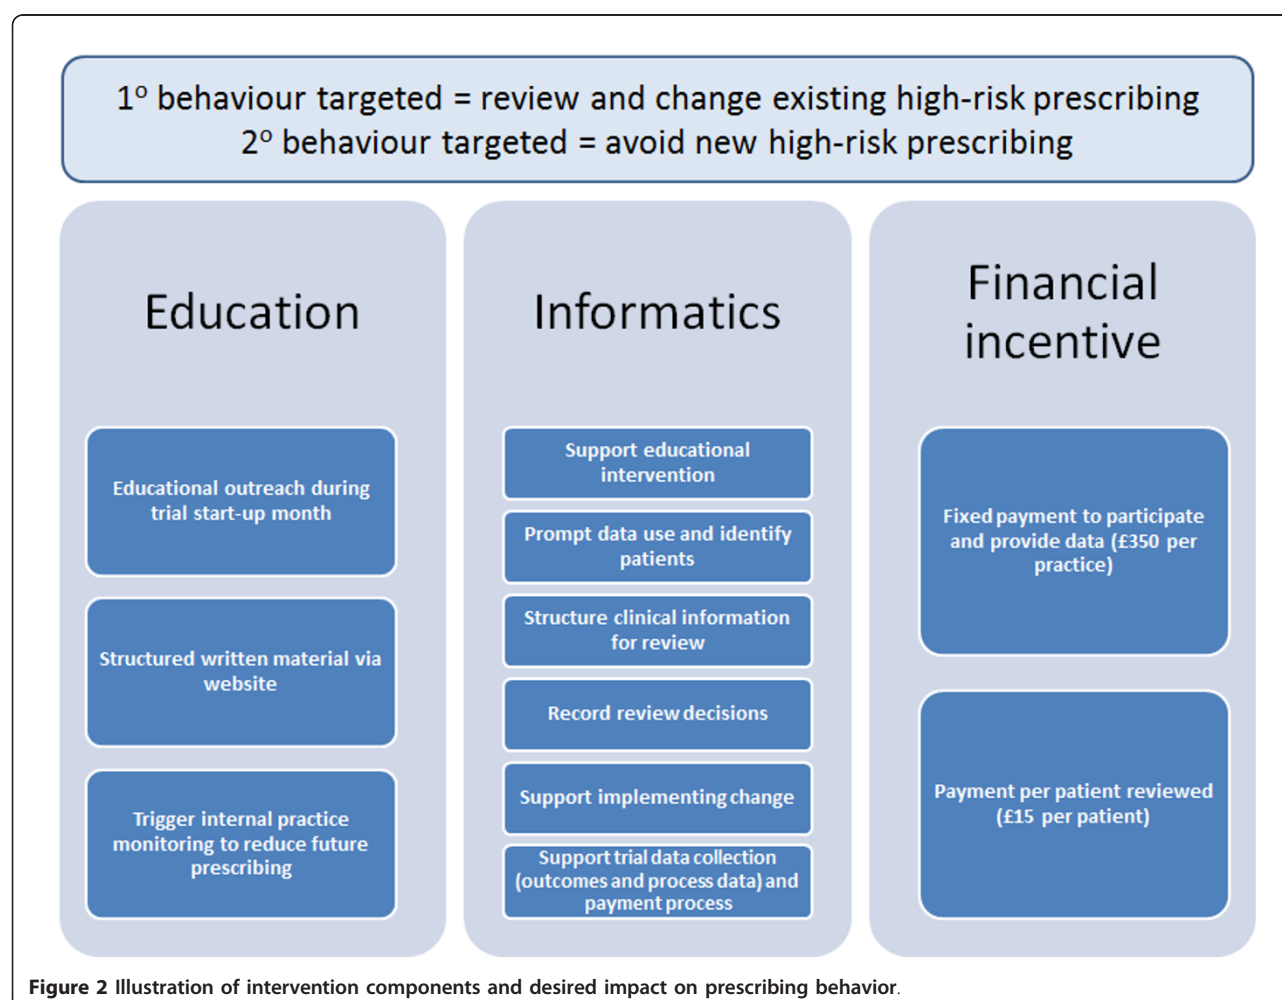 1º behaviour targeted = review and change existing high-risk prescribing
2º behaviour targeted = avoid new high-risk prescribing
Education
Educational outreach during
trial start-up month
Structured written material via
website
Trigger internal practice
monitoring to reduce future
prescribing
Informatics
Support educational
intervention
Prompt data use and identify
patients
Structure clinical information
for review
Record review decisions
Support implementing change
Support trial data collection
(outcomes and process data) and
payment process
Financial
incentive
Fixed payment to participate
and provide data (£350 per
practice)
Payment per patient reviewed
(£15 per patient)
Figure 2 Illustration of intervention components and desired impact on prescribing behavior.